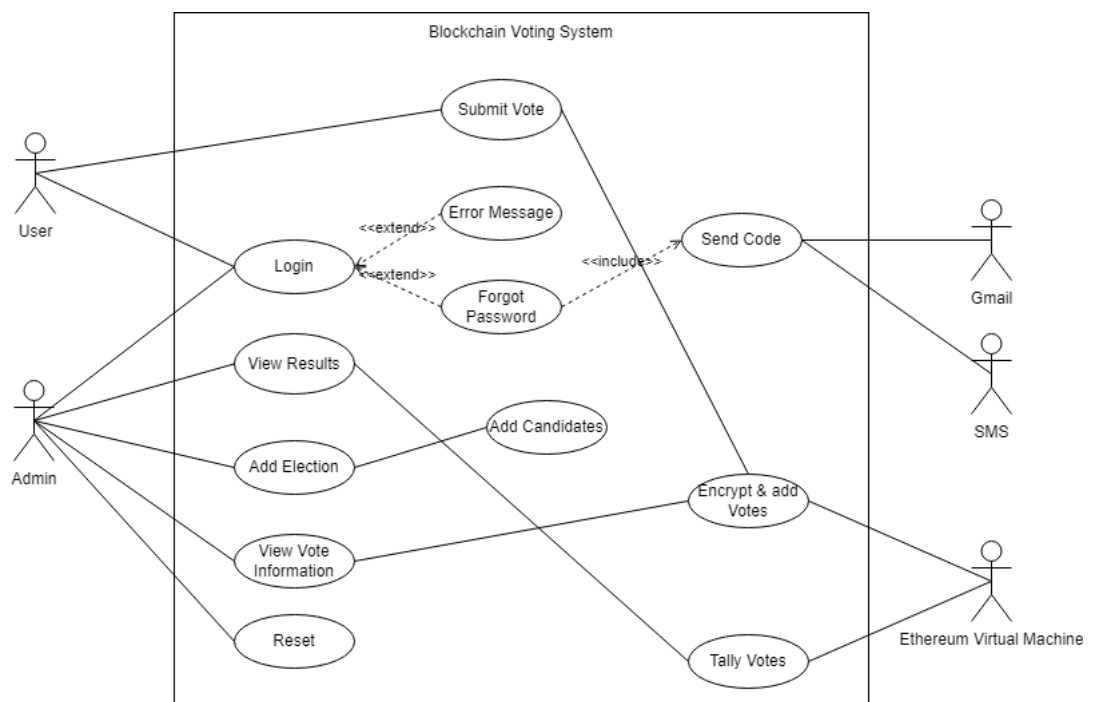 Blockchain Voting System
Submit Vote
User
Error Message
<<extend>>
Login
<<extend>>
Forgot
Password
<<include>>
Send Code
Gmail
View Results
SMS
Admin
Add Candidates
Add Election
Encrypt & add
Votes
View Vote
Information
Reset
Tally Votes
Ethereum Virtual Machine